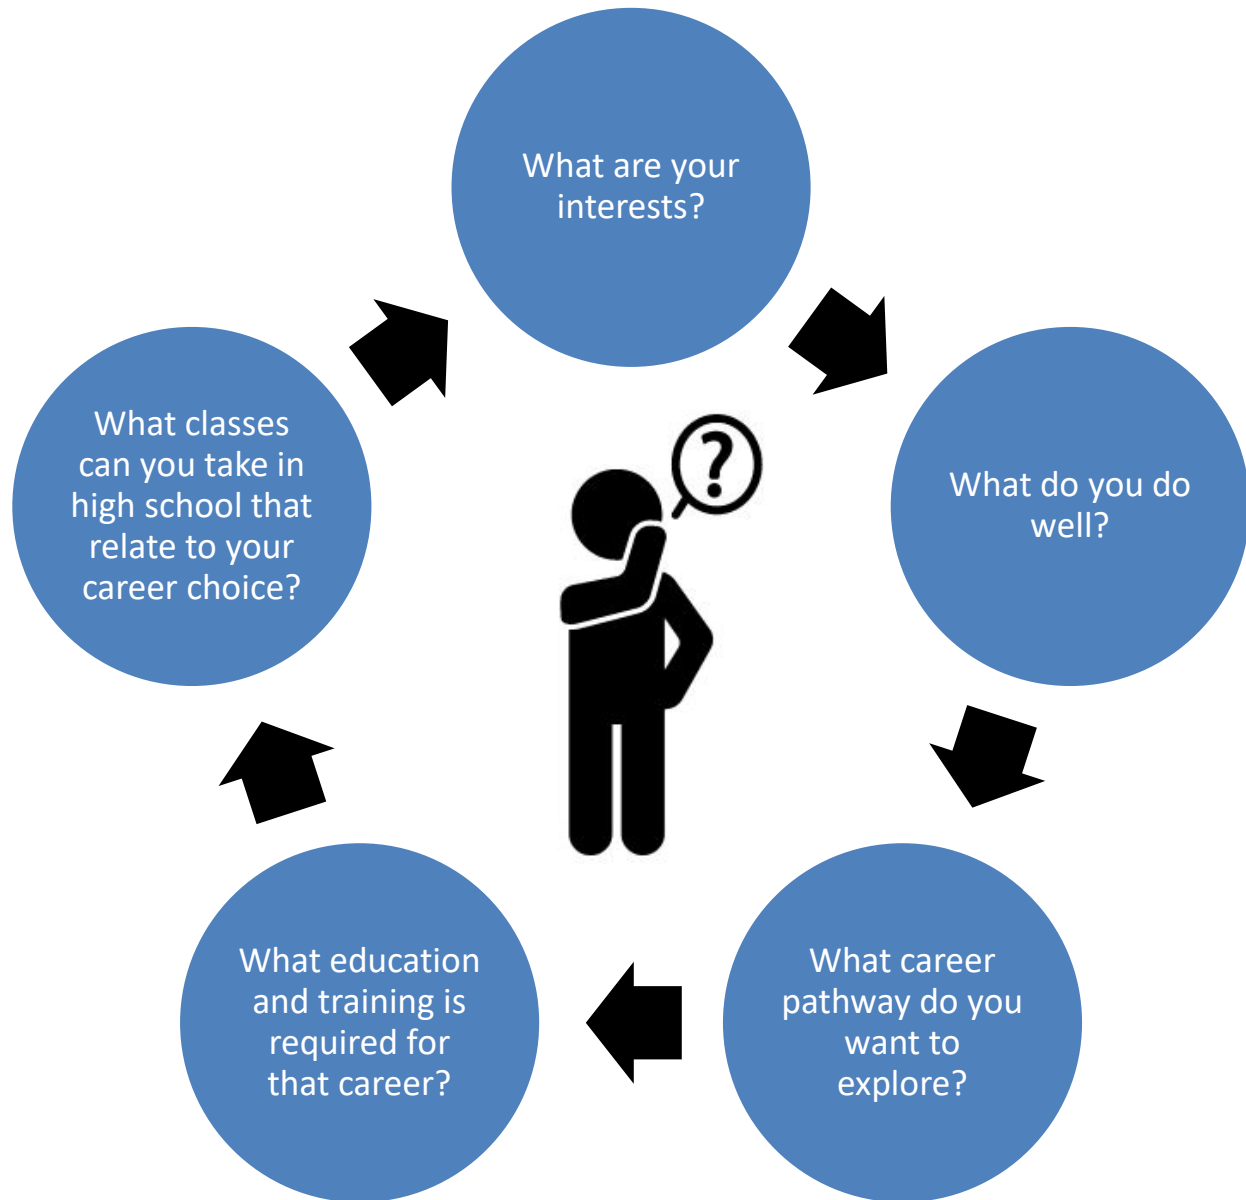 What are your
interests?
What do you do
well?
What career
pathway do you
want to
explore?
What education
and training is
required for
that career?
What classes
can you take in
high school that
relate to your
career choice?
?